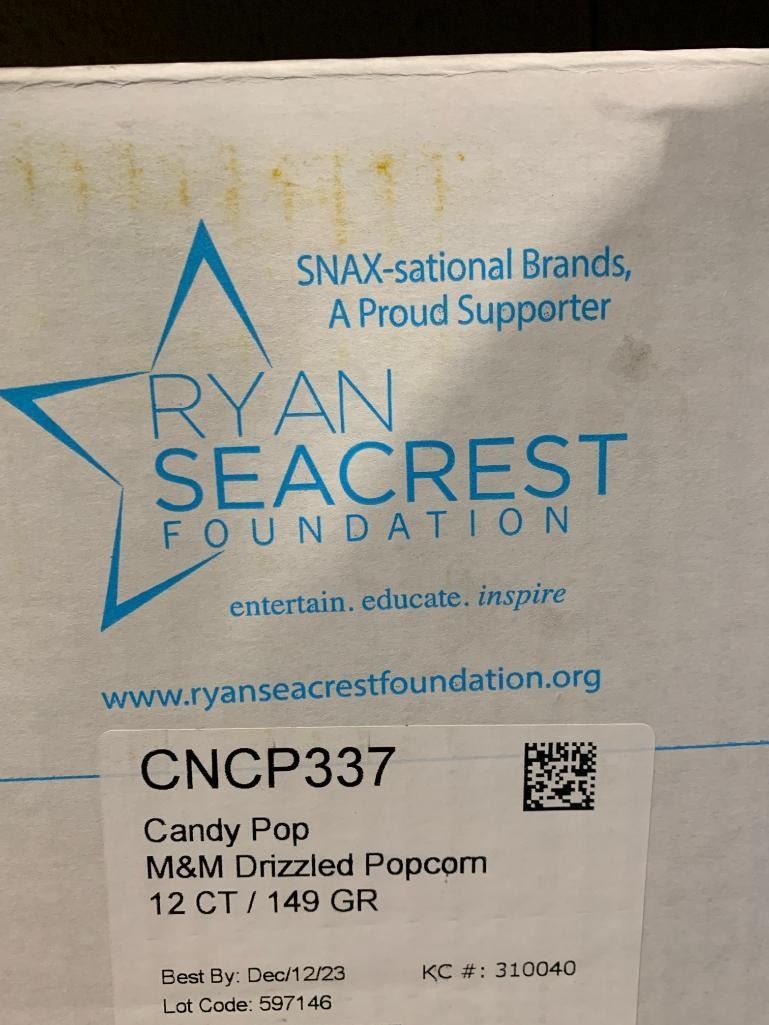 SNAX-sational Brands,
A Proud Supporter
RYAN
SEACREST
FOUNDATION
entertain. educate. inspire
www.ryanseacrestfoundation.org
CNCP337
Candy Pop
M&M Drizzled Popcorn
12 CT / 149 GR
Best By: Dec/12/23 KC #: 310040
Lot Code: 597146